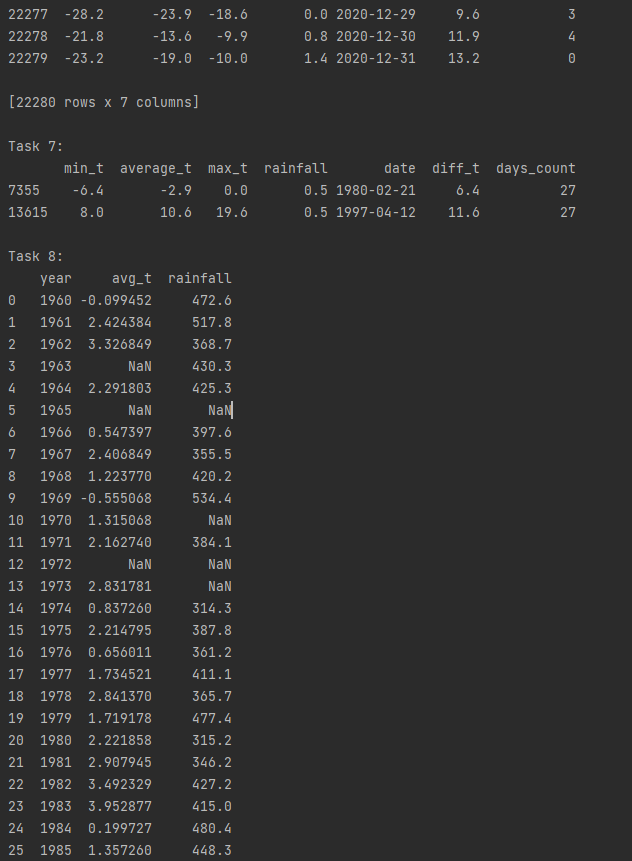 22277  -28.2      -23.9  -18.6       0.0 2020-12-29     9.6           3
22278  -21.8      -13.6   -9.9       0.8 2020-12-30    11.9           4
22279  -23.2      -19.0  -10.0       1.4 2020-12-31    13.2           0
[22280 rows x 7 columns]
Task 7:
       min_t  average_t  max_t  rainfall       date  diff_t  days_count
7355    -6.4       -2.9    0.0       0.5 1980-02-21     6.4          27
13615    8.0       10.6   19.6       0.5 1997-04-12    11.6          27
Task 8:
    year     avg_t  rainfall
0   1960 -0.099452     472.6
1   1961  2.424384     517.8
2   1962  3.326849     368.7
3   1963       NaN     430.3
4   1964  2.291803     425.3
5   1965       NaN       NaN
6   1966  0.547397     397.6
7   1967  2.406849     355.5
8   1968  1.223770     420.2
9   1969 -0.555068     534.4
10  1970  1.315068       NaN
11  1971  2.162740     384.1
12  1972       NaN       NaN
13  1973  2.831781       NaN
14  1974  0.837260     314.3
15  1975  2.214795     387.8
16  1976  0.656011     361.2
17  1977  1.734521     411.1
18  1978  2.841370     365.7
19  1979  1.719178     477.4
20  1980  2.221858     315.2
21  1981  2.907945     346.2
22  1982  3.492329     427.2
23  1983  3.952877     415.0
24  1984  0.199727     480.4
25  1985  1.357260     448.3